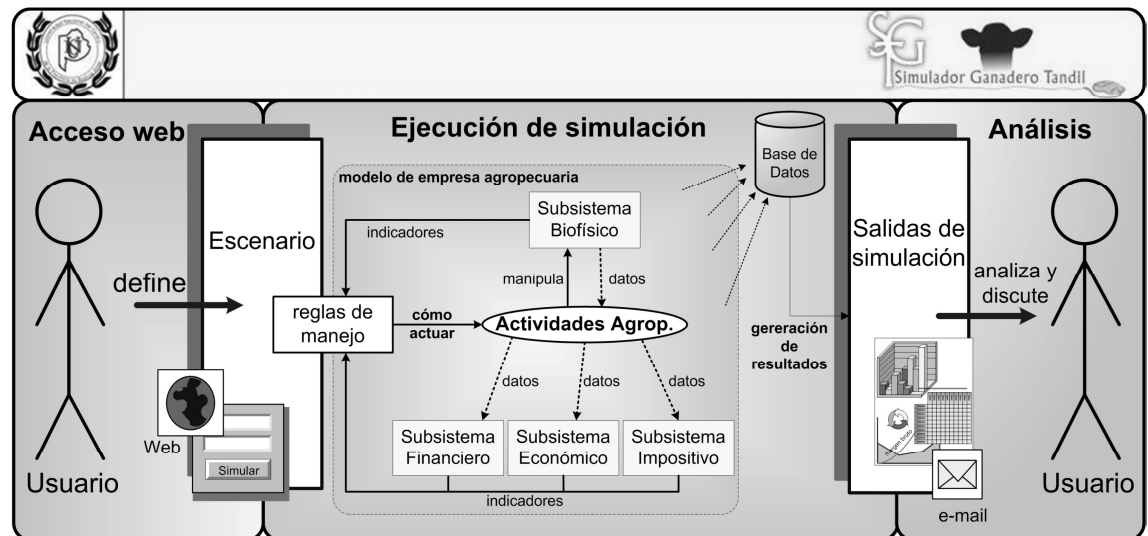 Simulador Ganadero Tandil
Acceso web
Usuario
define
Web
Simular
Escenario
Ejecución de simulación
modelo de empresa agropecuaria
reglas de
manejo
indicadores
cómo
actuar
Subsistema
Biofísico
manipula
datos
Actividades Agrop.
datos
datos
datos
Subsistema
Financiero
Subsistema
Económico
Subsistema
Impositivo
indicadores
Base de
Datos
gereración
de
resultados
Análisis
Salidas de
simulación
margen bruto
e-mail
analiza y
discute
Usuario